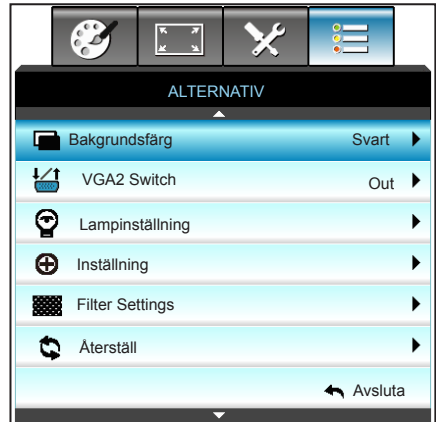 ALTERNATIV
Bakgrundsfärg Svart
VGA2 Switch Out
Lampinställning
Inställning
Filter Settings
Återställ
Avsluta